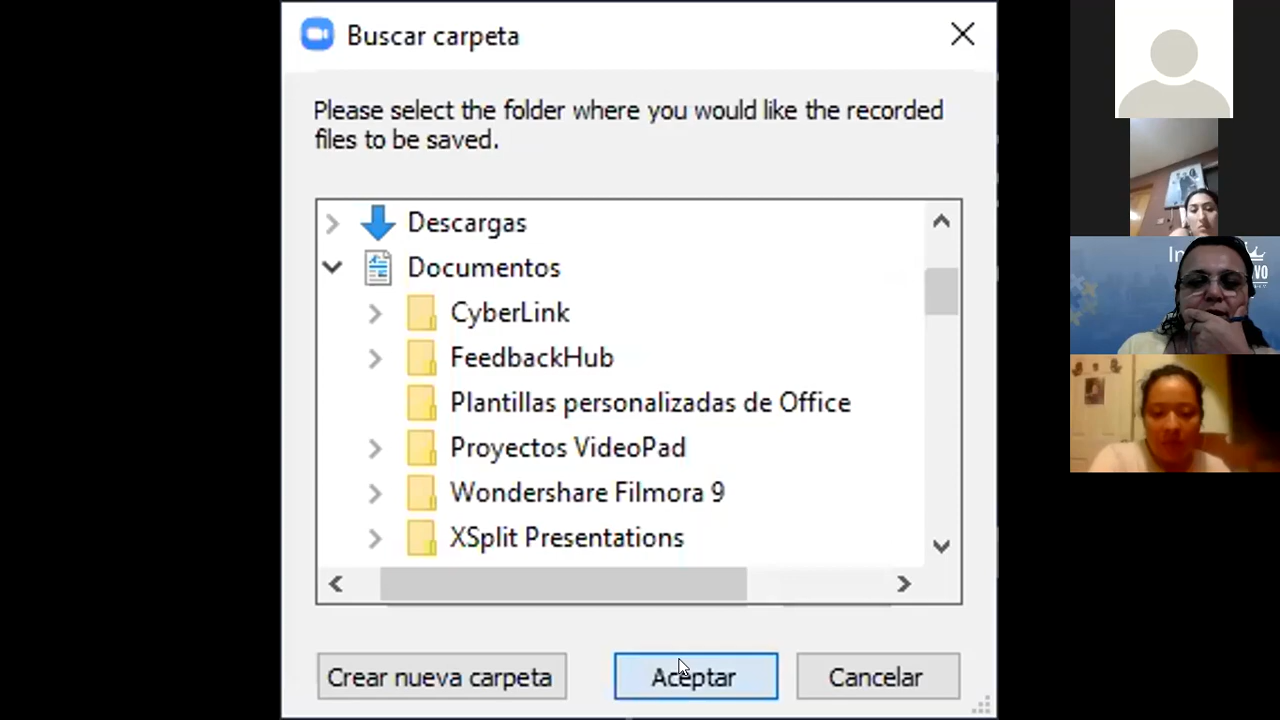 Buscar carpeta
Please select the folder where you would like the recorded
files to be saved.
Descargas
Documentos
CyberLink
FeedbackHub
Plantillas personalizadas de Office
Proyectos VideoPad
Wondershare Filmora 9
XSplit Presentations
Crear nueva carpeta
Aceptar
Cancelar